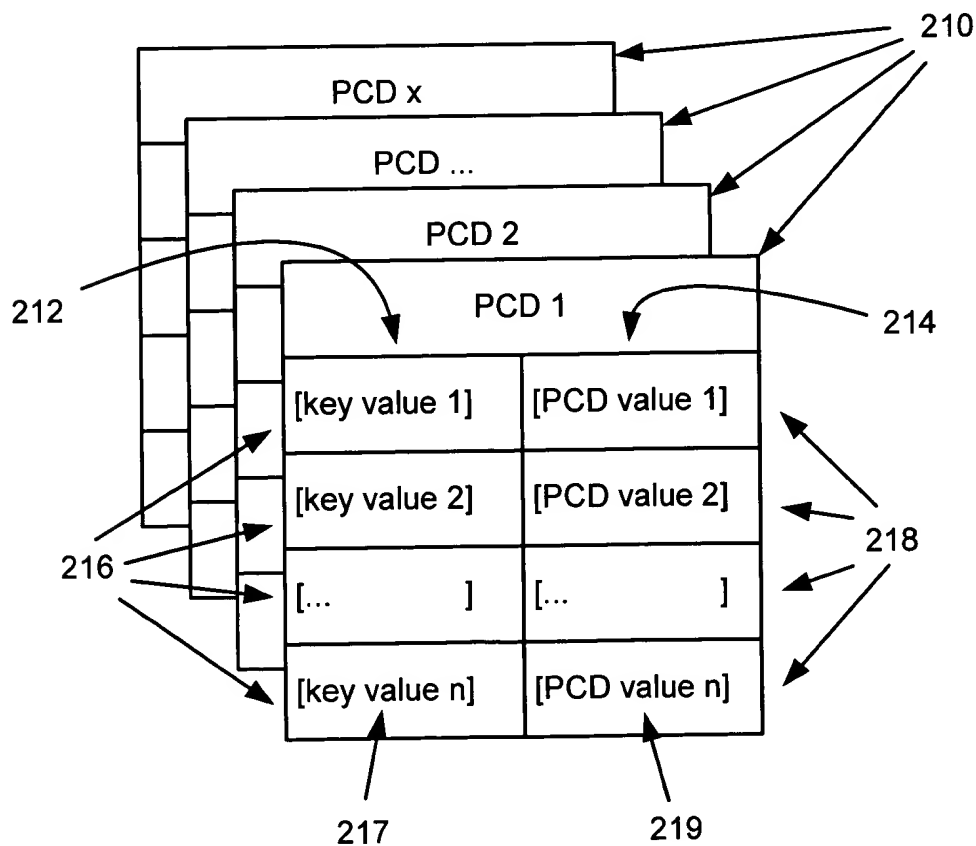 210
PCD x
PCD ...
PCD 2
212
PCD 1
214
[key value 1] [PCD value 1]
[key value 2] [PCD value 2]
216
218
[... ] [... ]
[key value n] [PCD value n]
217
219